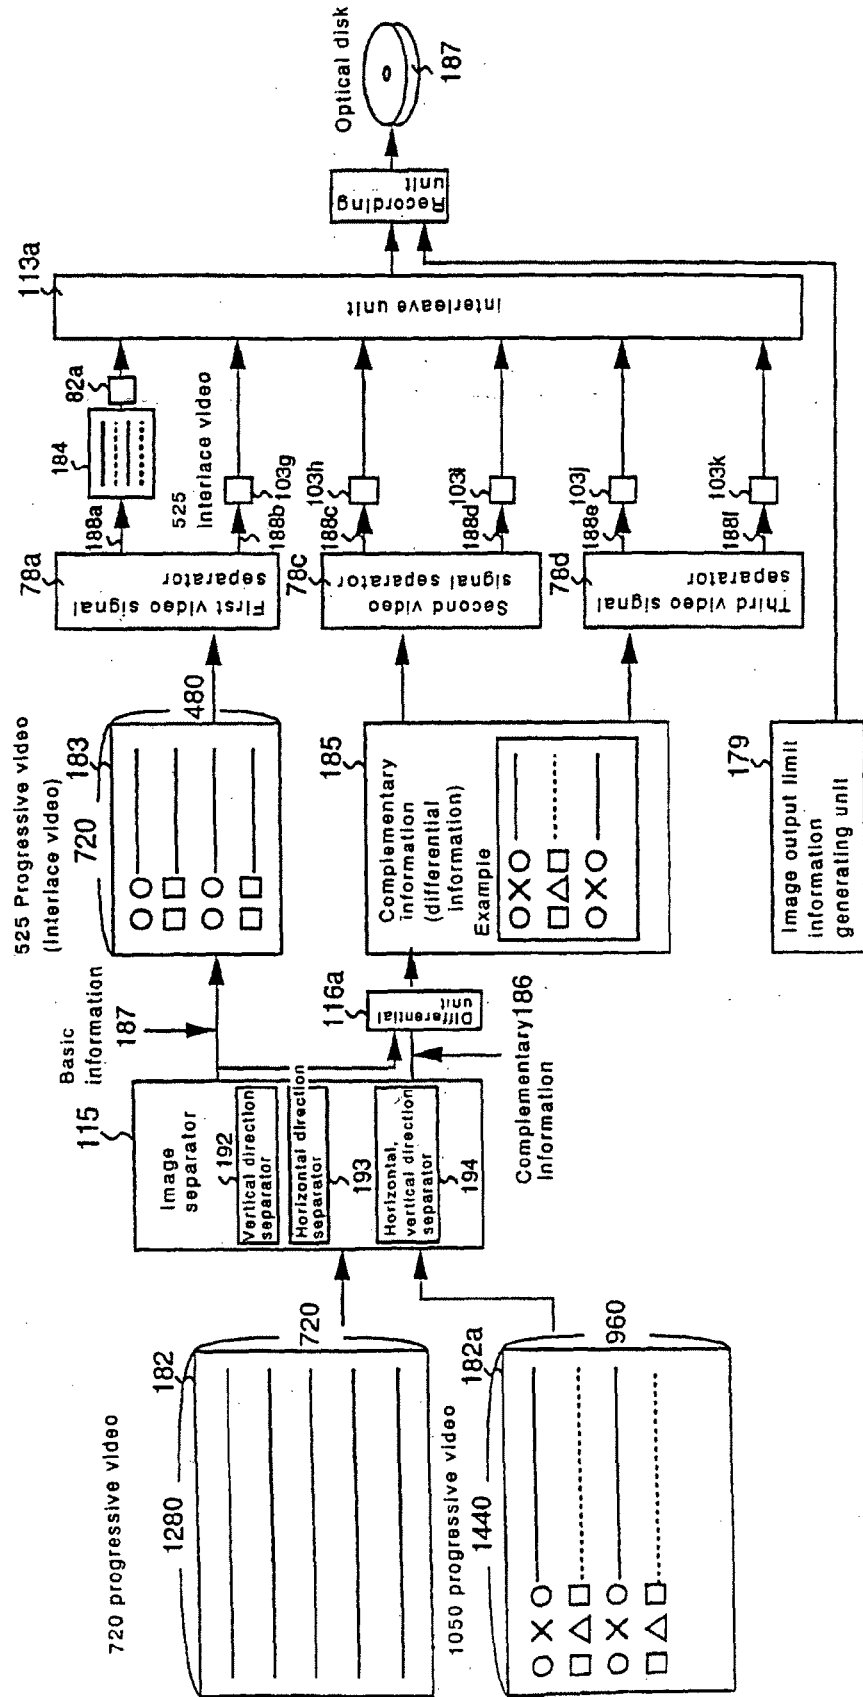 720 progressive video
1280
182
720
1050 progressive video
1440
182a
960
115
Image
separator
192
Vertical direction
separator
Horizontal direction
separator
193
Horizontal,
vertical direction
separator
194
Basic
information
187
Complementary 186
Information
116a
Differential
unit
525 Progressive video
(Interlace video)
720
183
480
185
Complementary
information
(differential
information)
Example
179
Image output limit
information
generating unit
78a
First video signal
separator
78c
Second video
signal separator
78d
Third video signal
separator
188a
184
82a
525
Interlace video
188b
103g
188c
103h
188d
103i
188e
103j
188f
103k
113a
interleave unit
Recording
unit
Optical disk
187